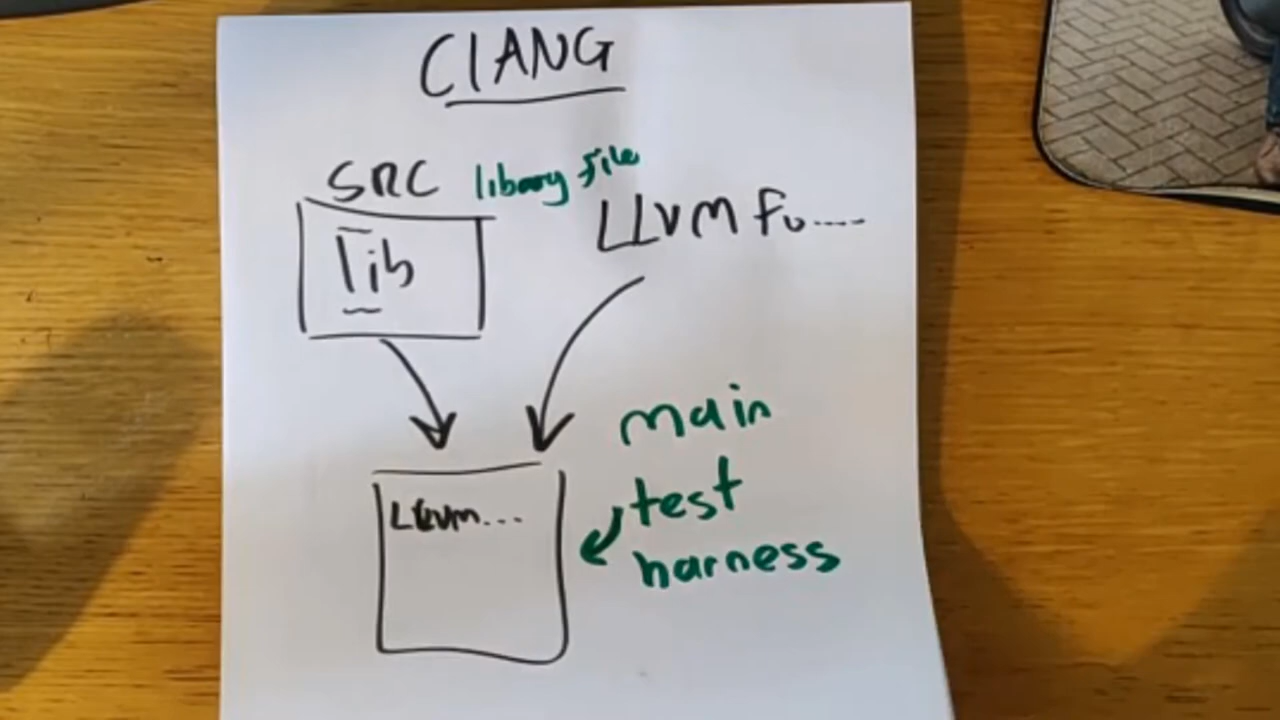 ClANG
SRC library file
LLVM Fu.....
lib
main
LLvm...
test
harness